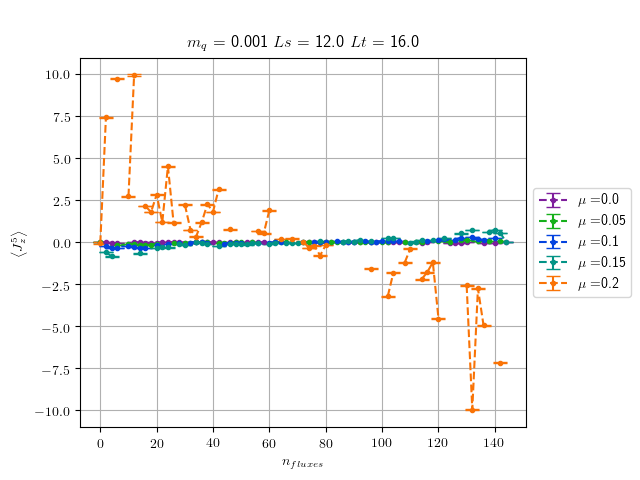 m_q = 0.001 Ls = 12.0 Lt = 16.0
10.0
7.5
5.0
2.5
0.0
−2.5
−5.0
−7.5
−10.0
⟨J_z^5⟩
0 20 40 60 80 100 120 140
n_{fluxes}
μ =0.0
μ =0.05
μ =0.1
μ =0.15
μ =0.2